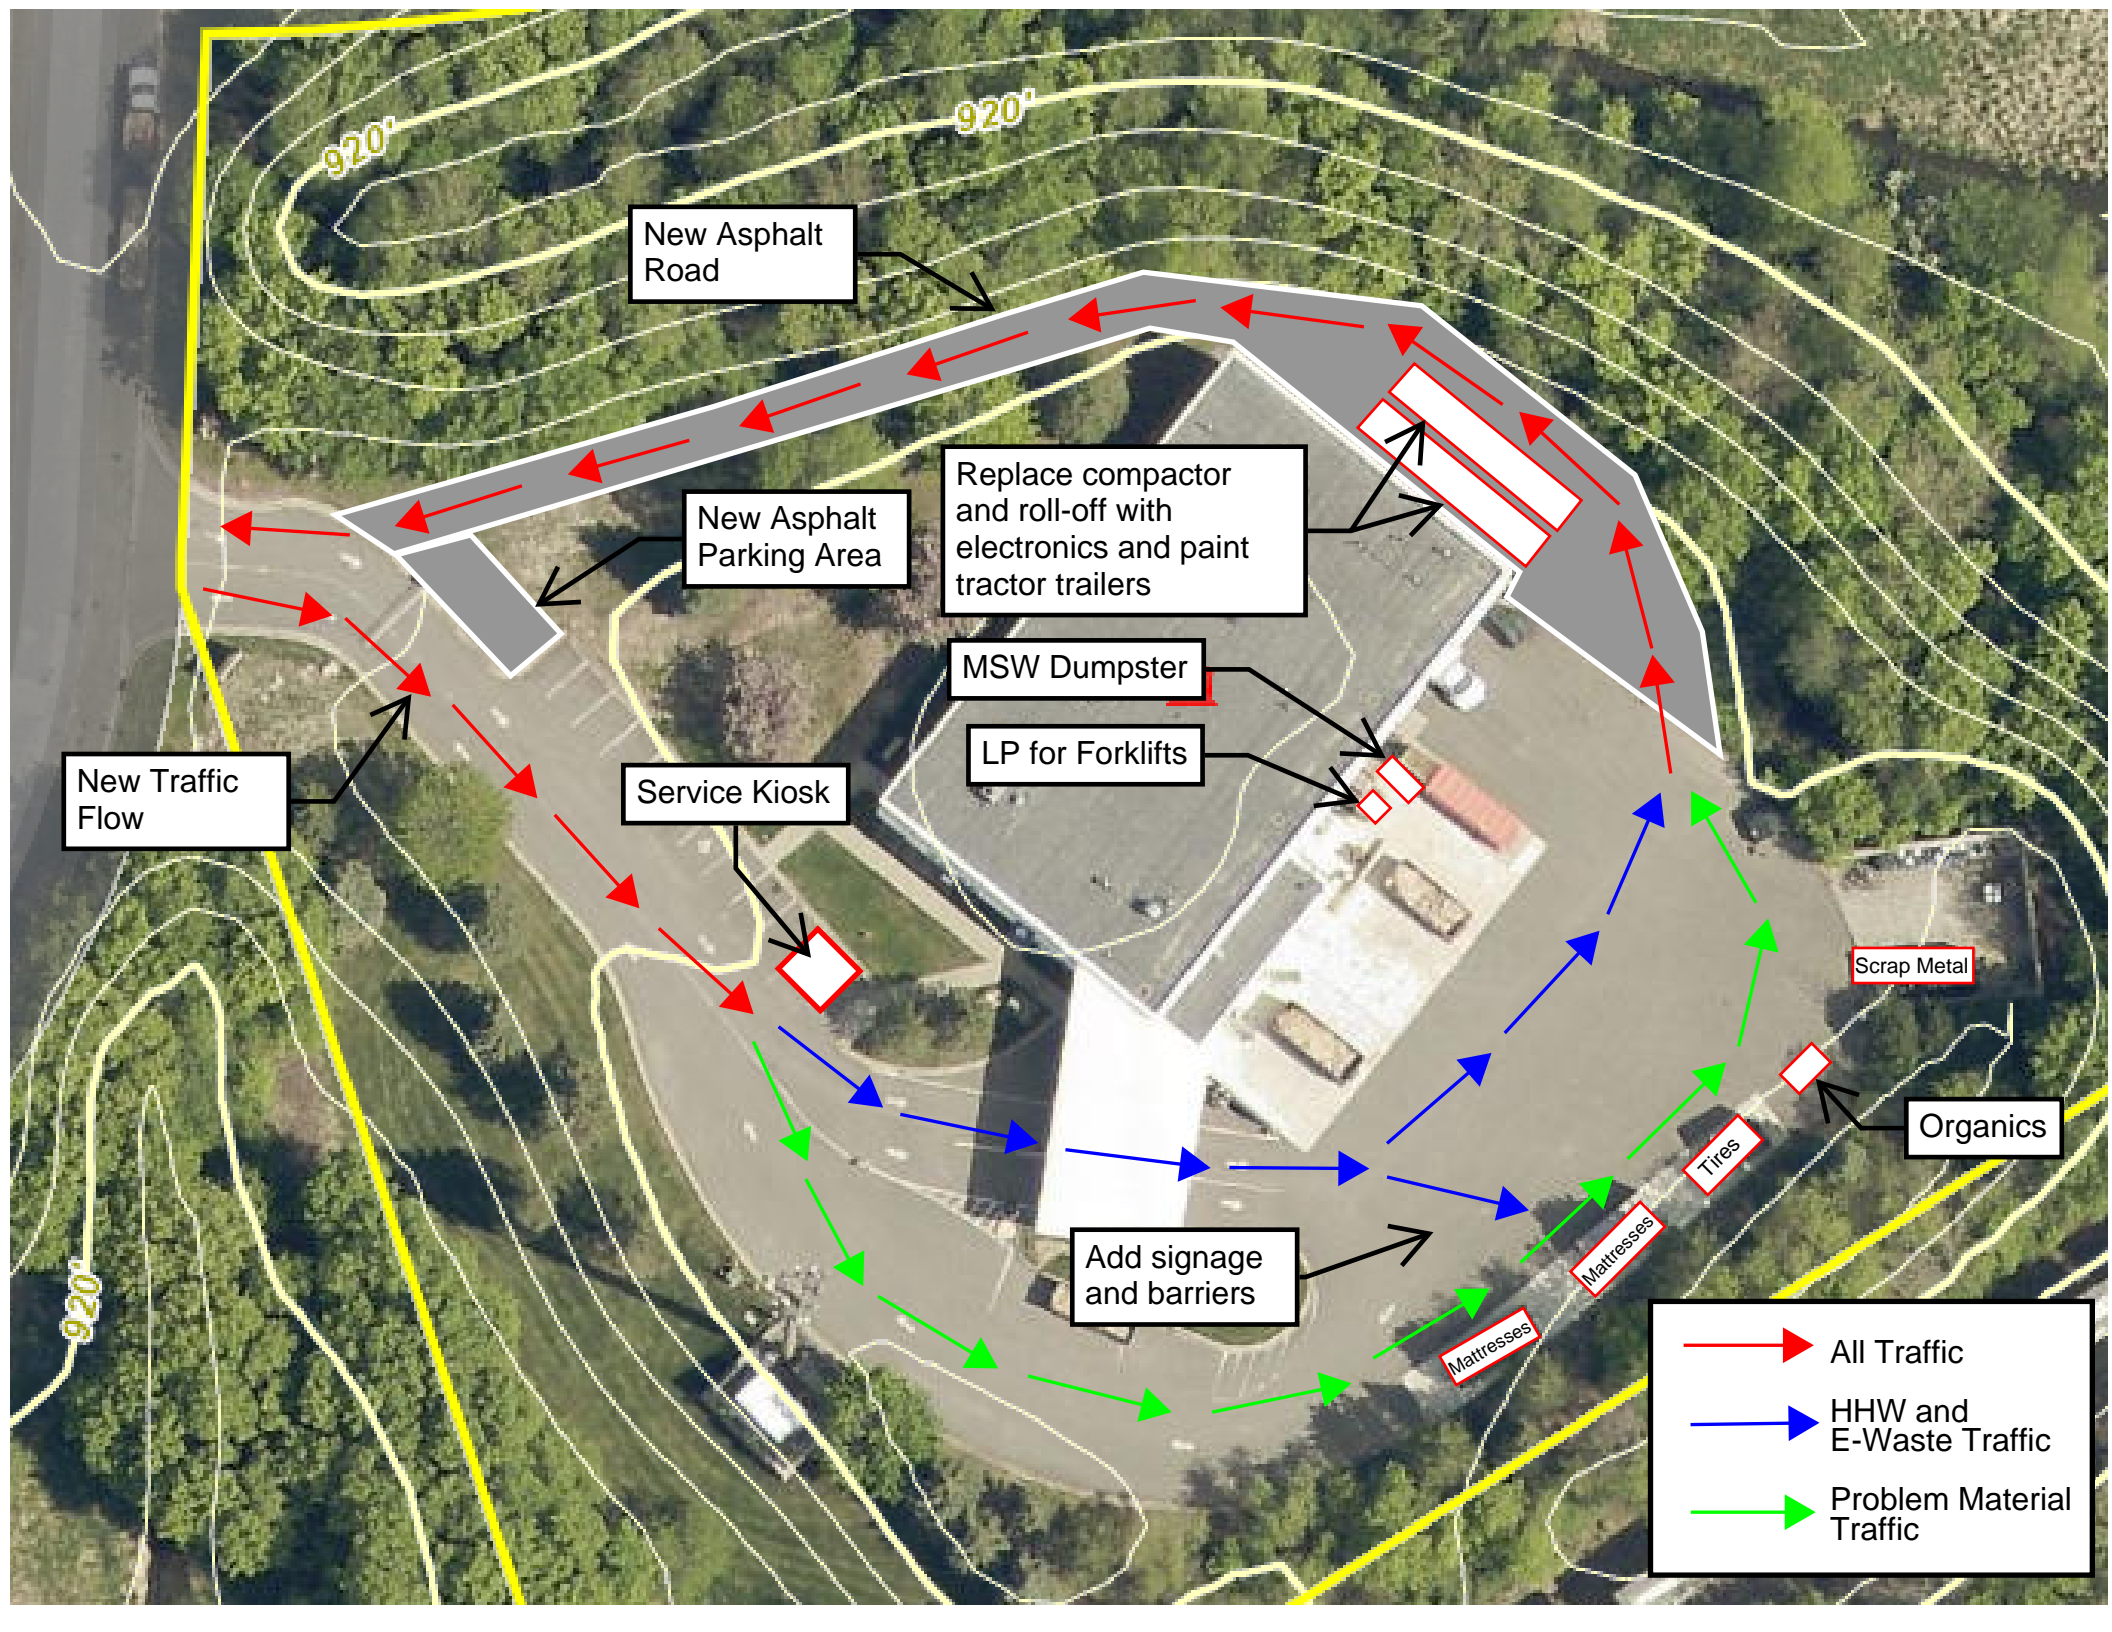 920'
920'
New Asphalt
Road
New Asphalt
Parking Area
Replace compactor
and roll-off with
electronics and paint
tractor trailers
MSW Dumpster
LP for Forklifts
New Traffic
Flow
Service Kiosk
Scrap Metal
Organics
Tires
Mattresses
Mattresses
Add signage
and barriers
920'
All Traffic
HHW and
E-Waste Traffic
Problem Material
Traffic